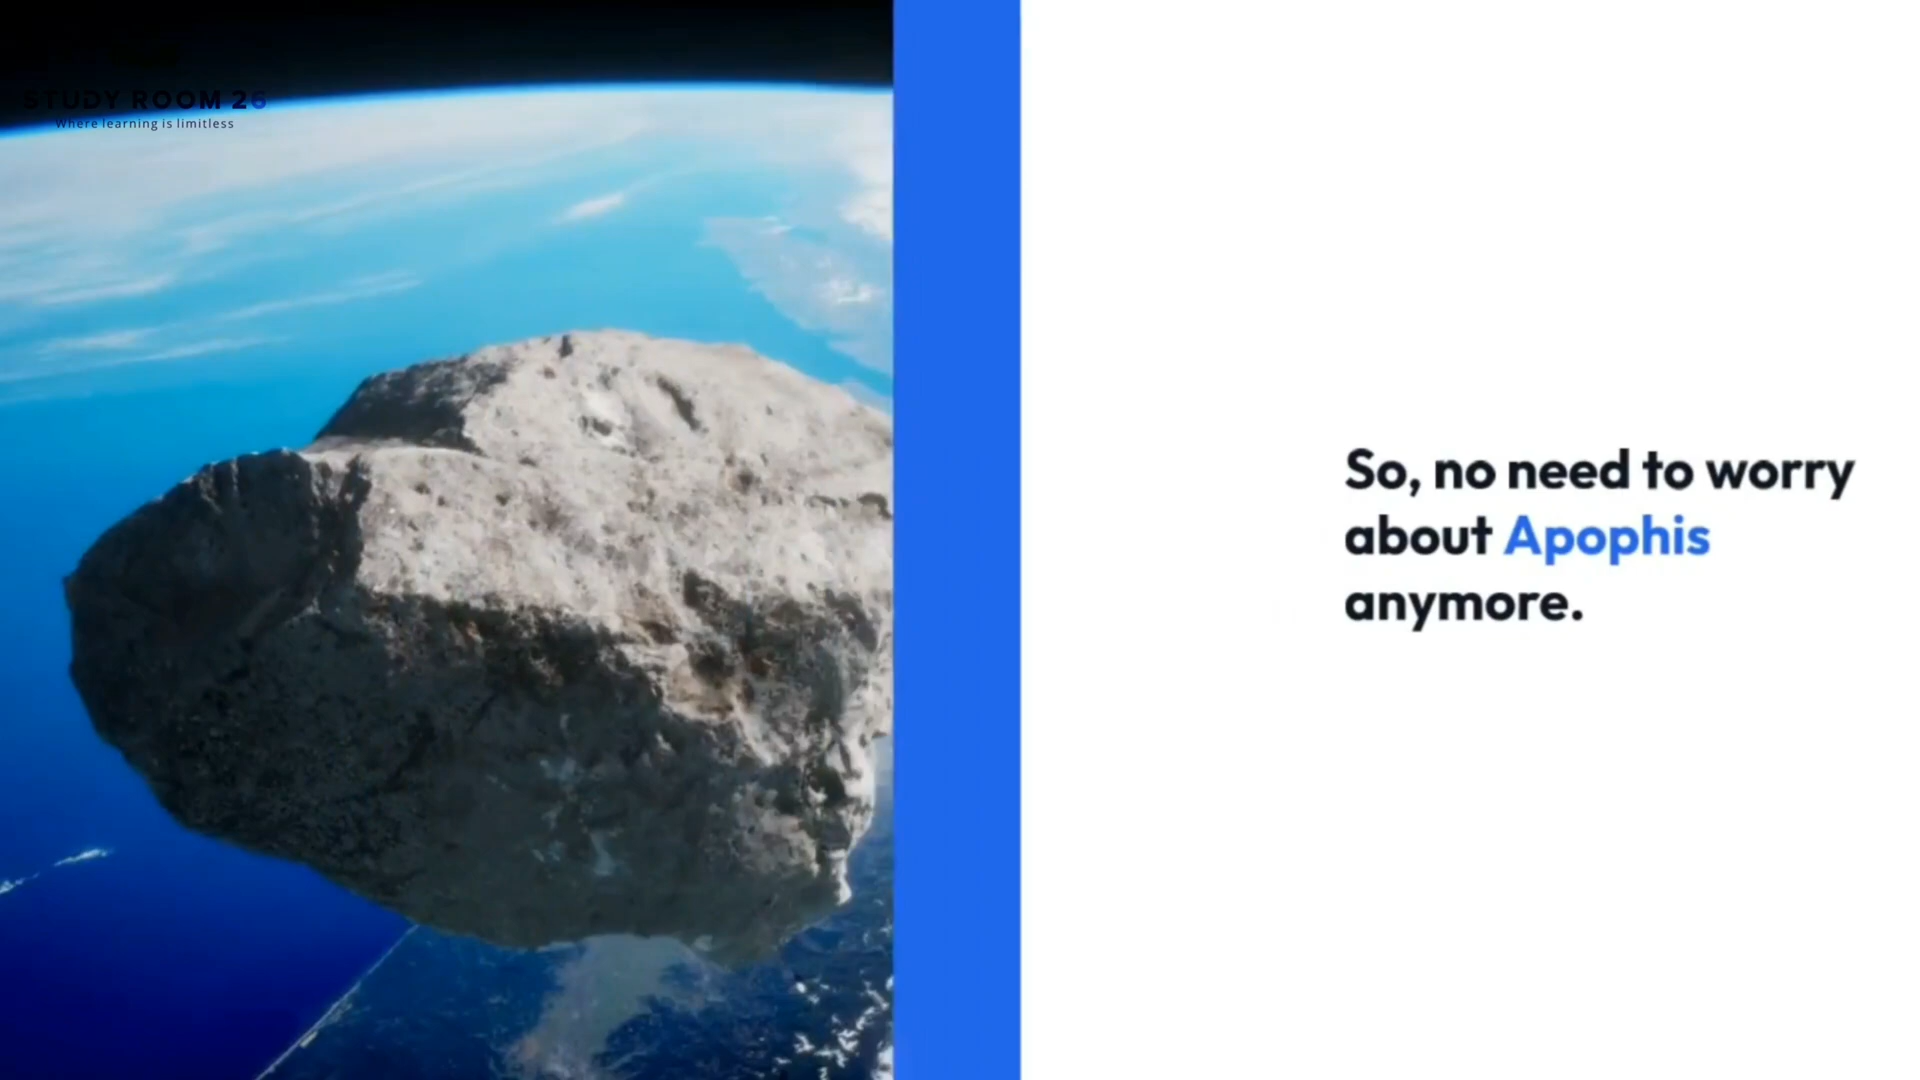 STUDY ROOM 26
Where learning is limitless
So, no need to worry
about Apophis
anymore.